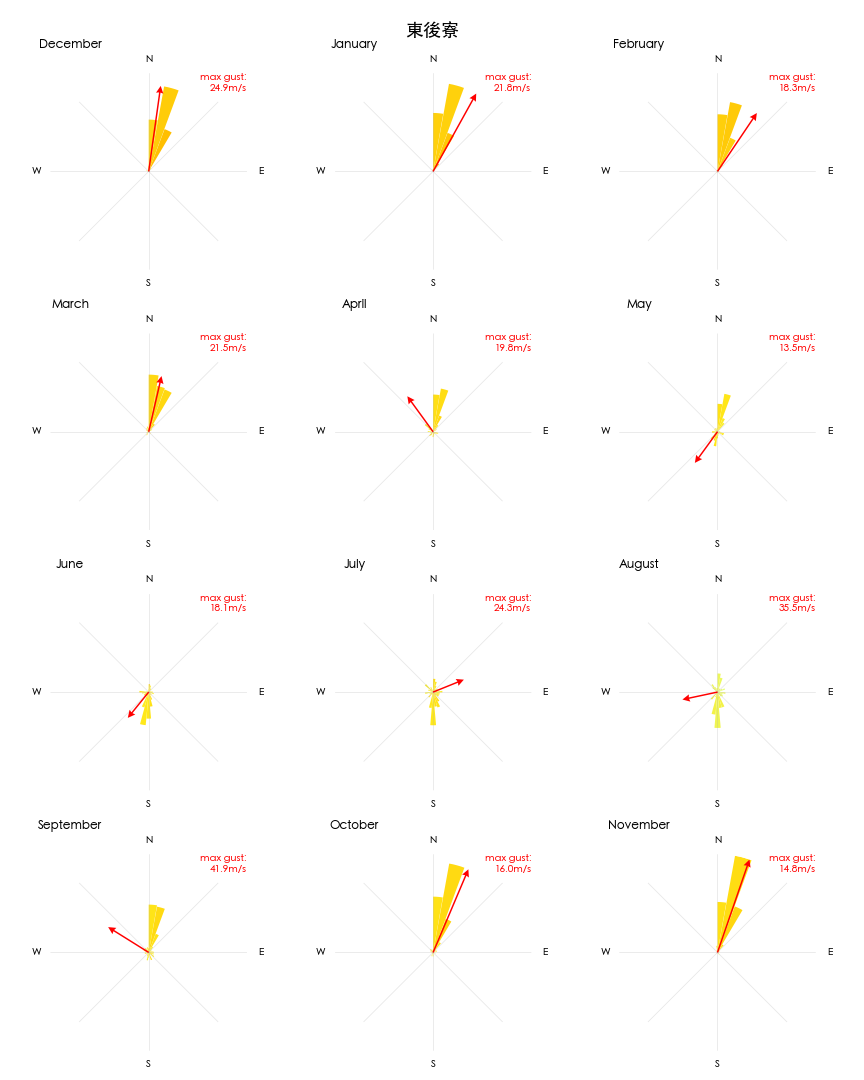 東後寮
December
N
max gust:
24.9m/s
W
E
S
January
N
max gust:
21.8m/s
W
E
S
February
N
max gust:
18.3m/s
W
E
S
March
N
max gust:
21.5m/s
W
E
S
April
N
max gust:
19.8m/s
W
E
S
May
N
max gust:
13.5m/s
W
E
S
June
N
max gust:
18.1m/s
W
E
S
July
N
max gust:
24.3m/s
W
E
S
August
N
max gust:
35.5m/s
W
E
S
September
N
max gust:
41.9m/s
W
E
S
October
N
max gust:
16.0m/s
W
E
S
November
N
max gust:
14.8m/s
W
E
S